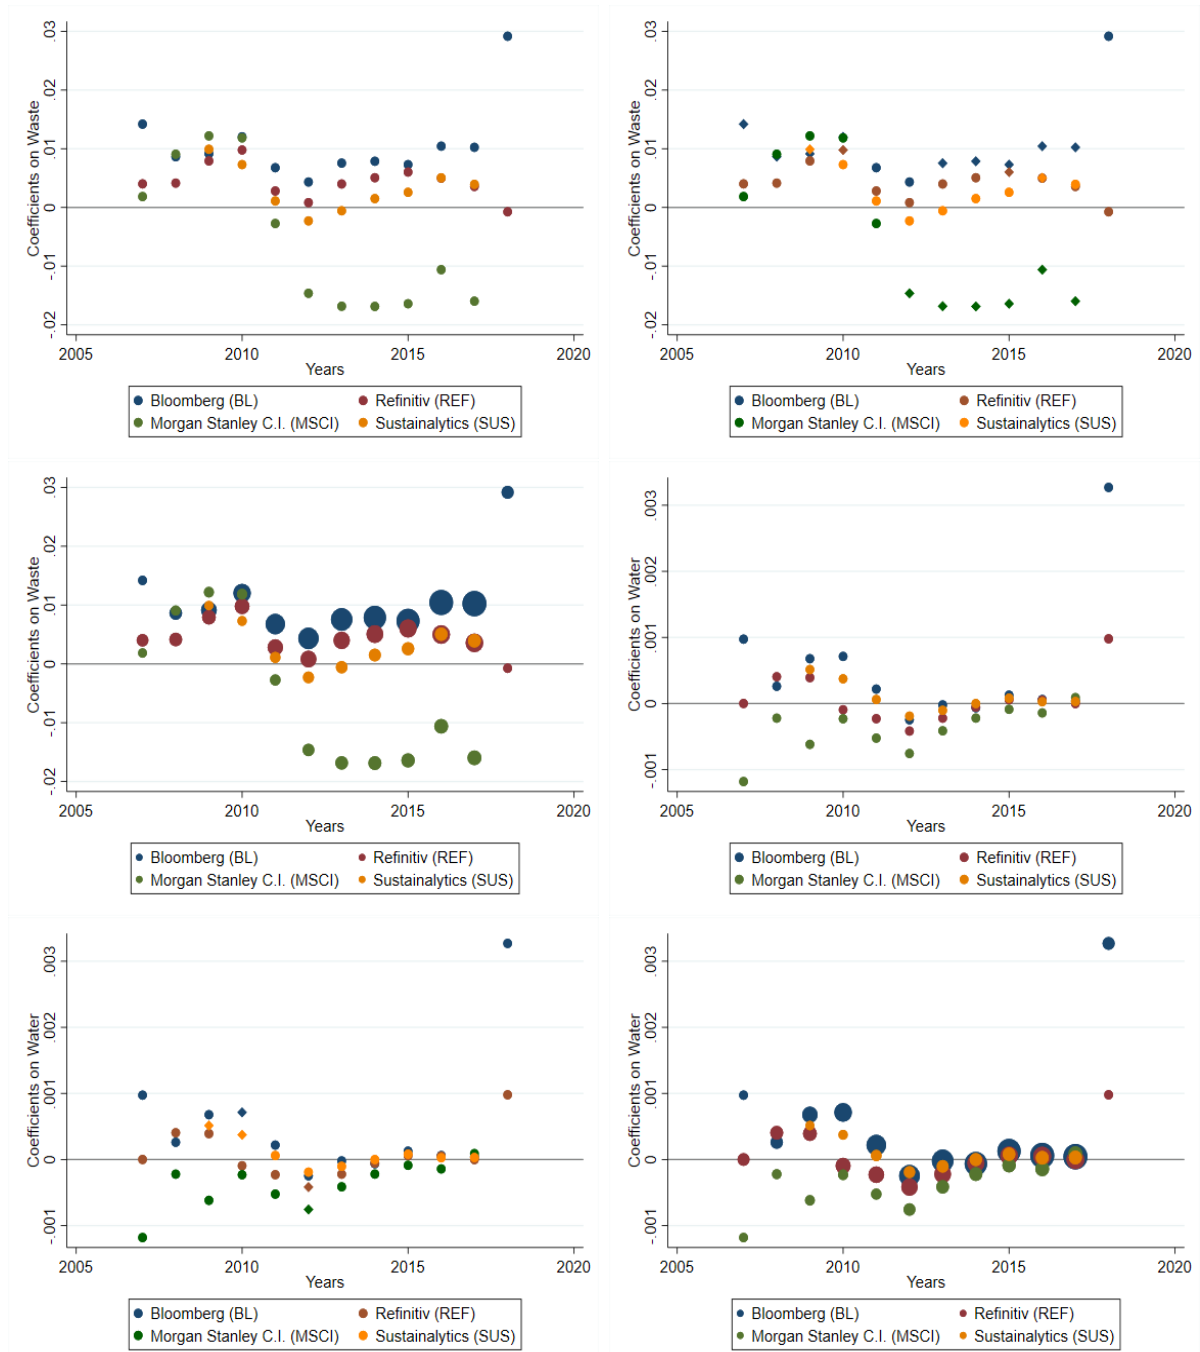 Coefficients on Waste
.03
.02
.01
0
-.01
-.02
2005 2010 2015 2020
Years
Bloomberg (BL) Refinitiv (REF)
Morgan Stanley C.I. (MSCI) Sustainalytics (SUS)
Coefficients on Waste
.03
.02
.01
0
-.01
-.02
2005 2010 2015 2020
Years
Bloomberg (BL) Refinitiv (REF)
Morgan Stanley C.I. (MSCI) Sustainalytics (SUS)
Coefficients on Waste
.03
.02
.01
0
-.01
-.02
2005 2010 2015 2020
Years
Bloomberg (BL) Refinitiv (REF)
Morgan Stanley C.I. (MSCI) Sustainalytics (SUS)
Coefficients on Water
.003
.002
.001
0
-.001
2005 2010 2015 2020
Years
Bloomberg (BL) Refinitiv (REF)
Morgan Stanley C.I. (MSCI) Sustainalytics (SUS)
Coefficients on Water
.003
.002
.001
0
-.001
2005 2010 2015 2020
Years
Bloomberg (BL) Refinitiv (REF)
Morgan Stanley C.I. (MSCI) Sustainalytics (SUS)
Coefficients on Water
.003
.002
.001
0
-.001
2005 2010 2015 2020
Years
Bloomberg (BL) Refinitiv (REF)
Morgan Stanley C.I. (MSCI) Sustainalytics (SUS)